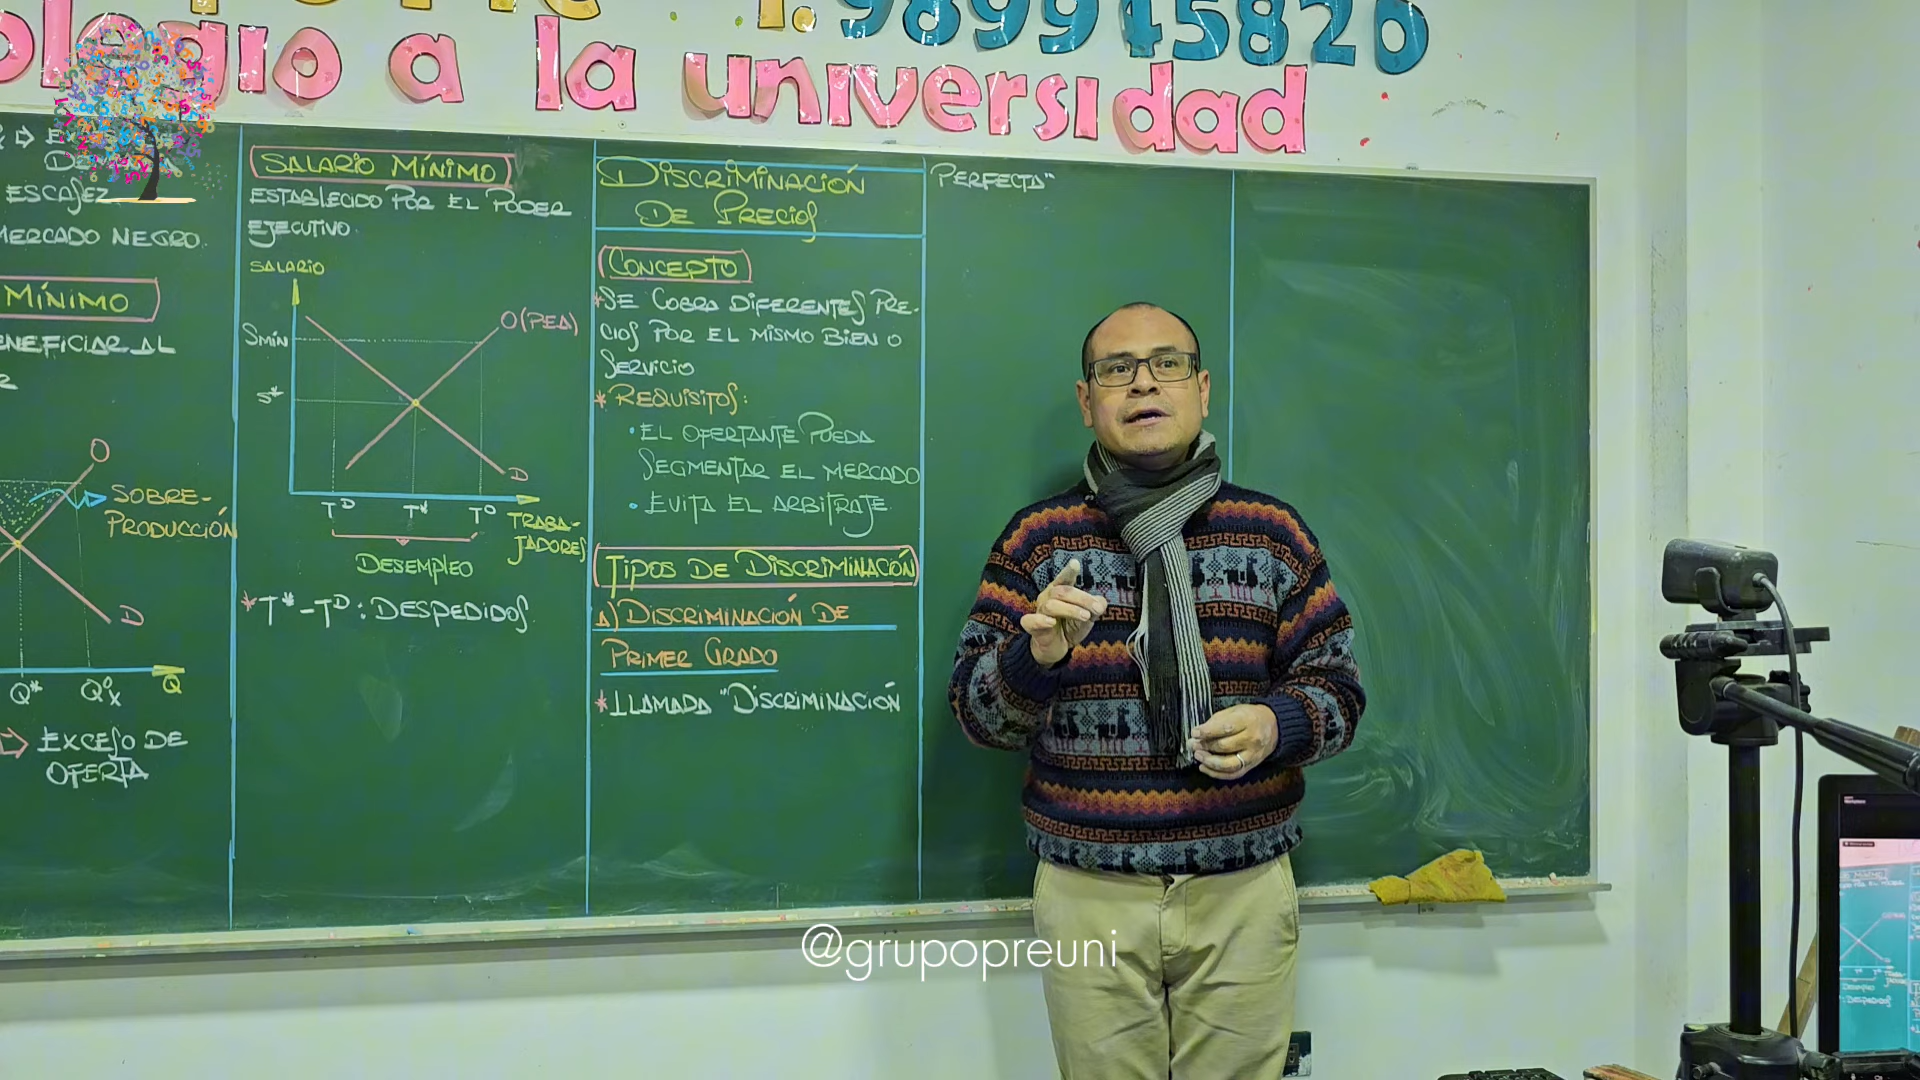 T. 989945820
colegio a la universidad
ESCASEZ
MERCADO NEGRO.
MÍNIMO
BENEFICIAR AL
O
SOBRE-
PRODUCCIÓN
D
Q* Q°x Q
EXCESO DE
OFERTA
SALARIO MÍNIMO
ESTABLECIDO POR EL PODER
EJECUTIVO.
SALARIO
O(PEA)
SMÍN
S*
D
T^D T* T^O TRABA-
JADORES
DESEMPLEO
*T*-T^D: DESPEDIDOS.
DISCRIMINACIÓN
DE PRECIOS
CONCEPTO
*SE COBRA DIFERENTES PRE-
CIOS POR EL MISMO BIEN O
SERVICIO
*REQUISITOS:
•EL OFERTANTE PUEDA
SEGMENTAR EL MERCADO
•EVITA EL ARBITRAJE.
TIPOS DE DISCRIMINACIÓN
A) DISCRIMINACIÓN DE
PRIMER GRADO
*LLAMADA "DISCRIMINACIÓN
PERFECTA"
@grupopreuni